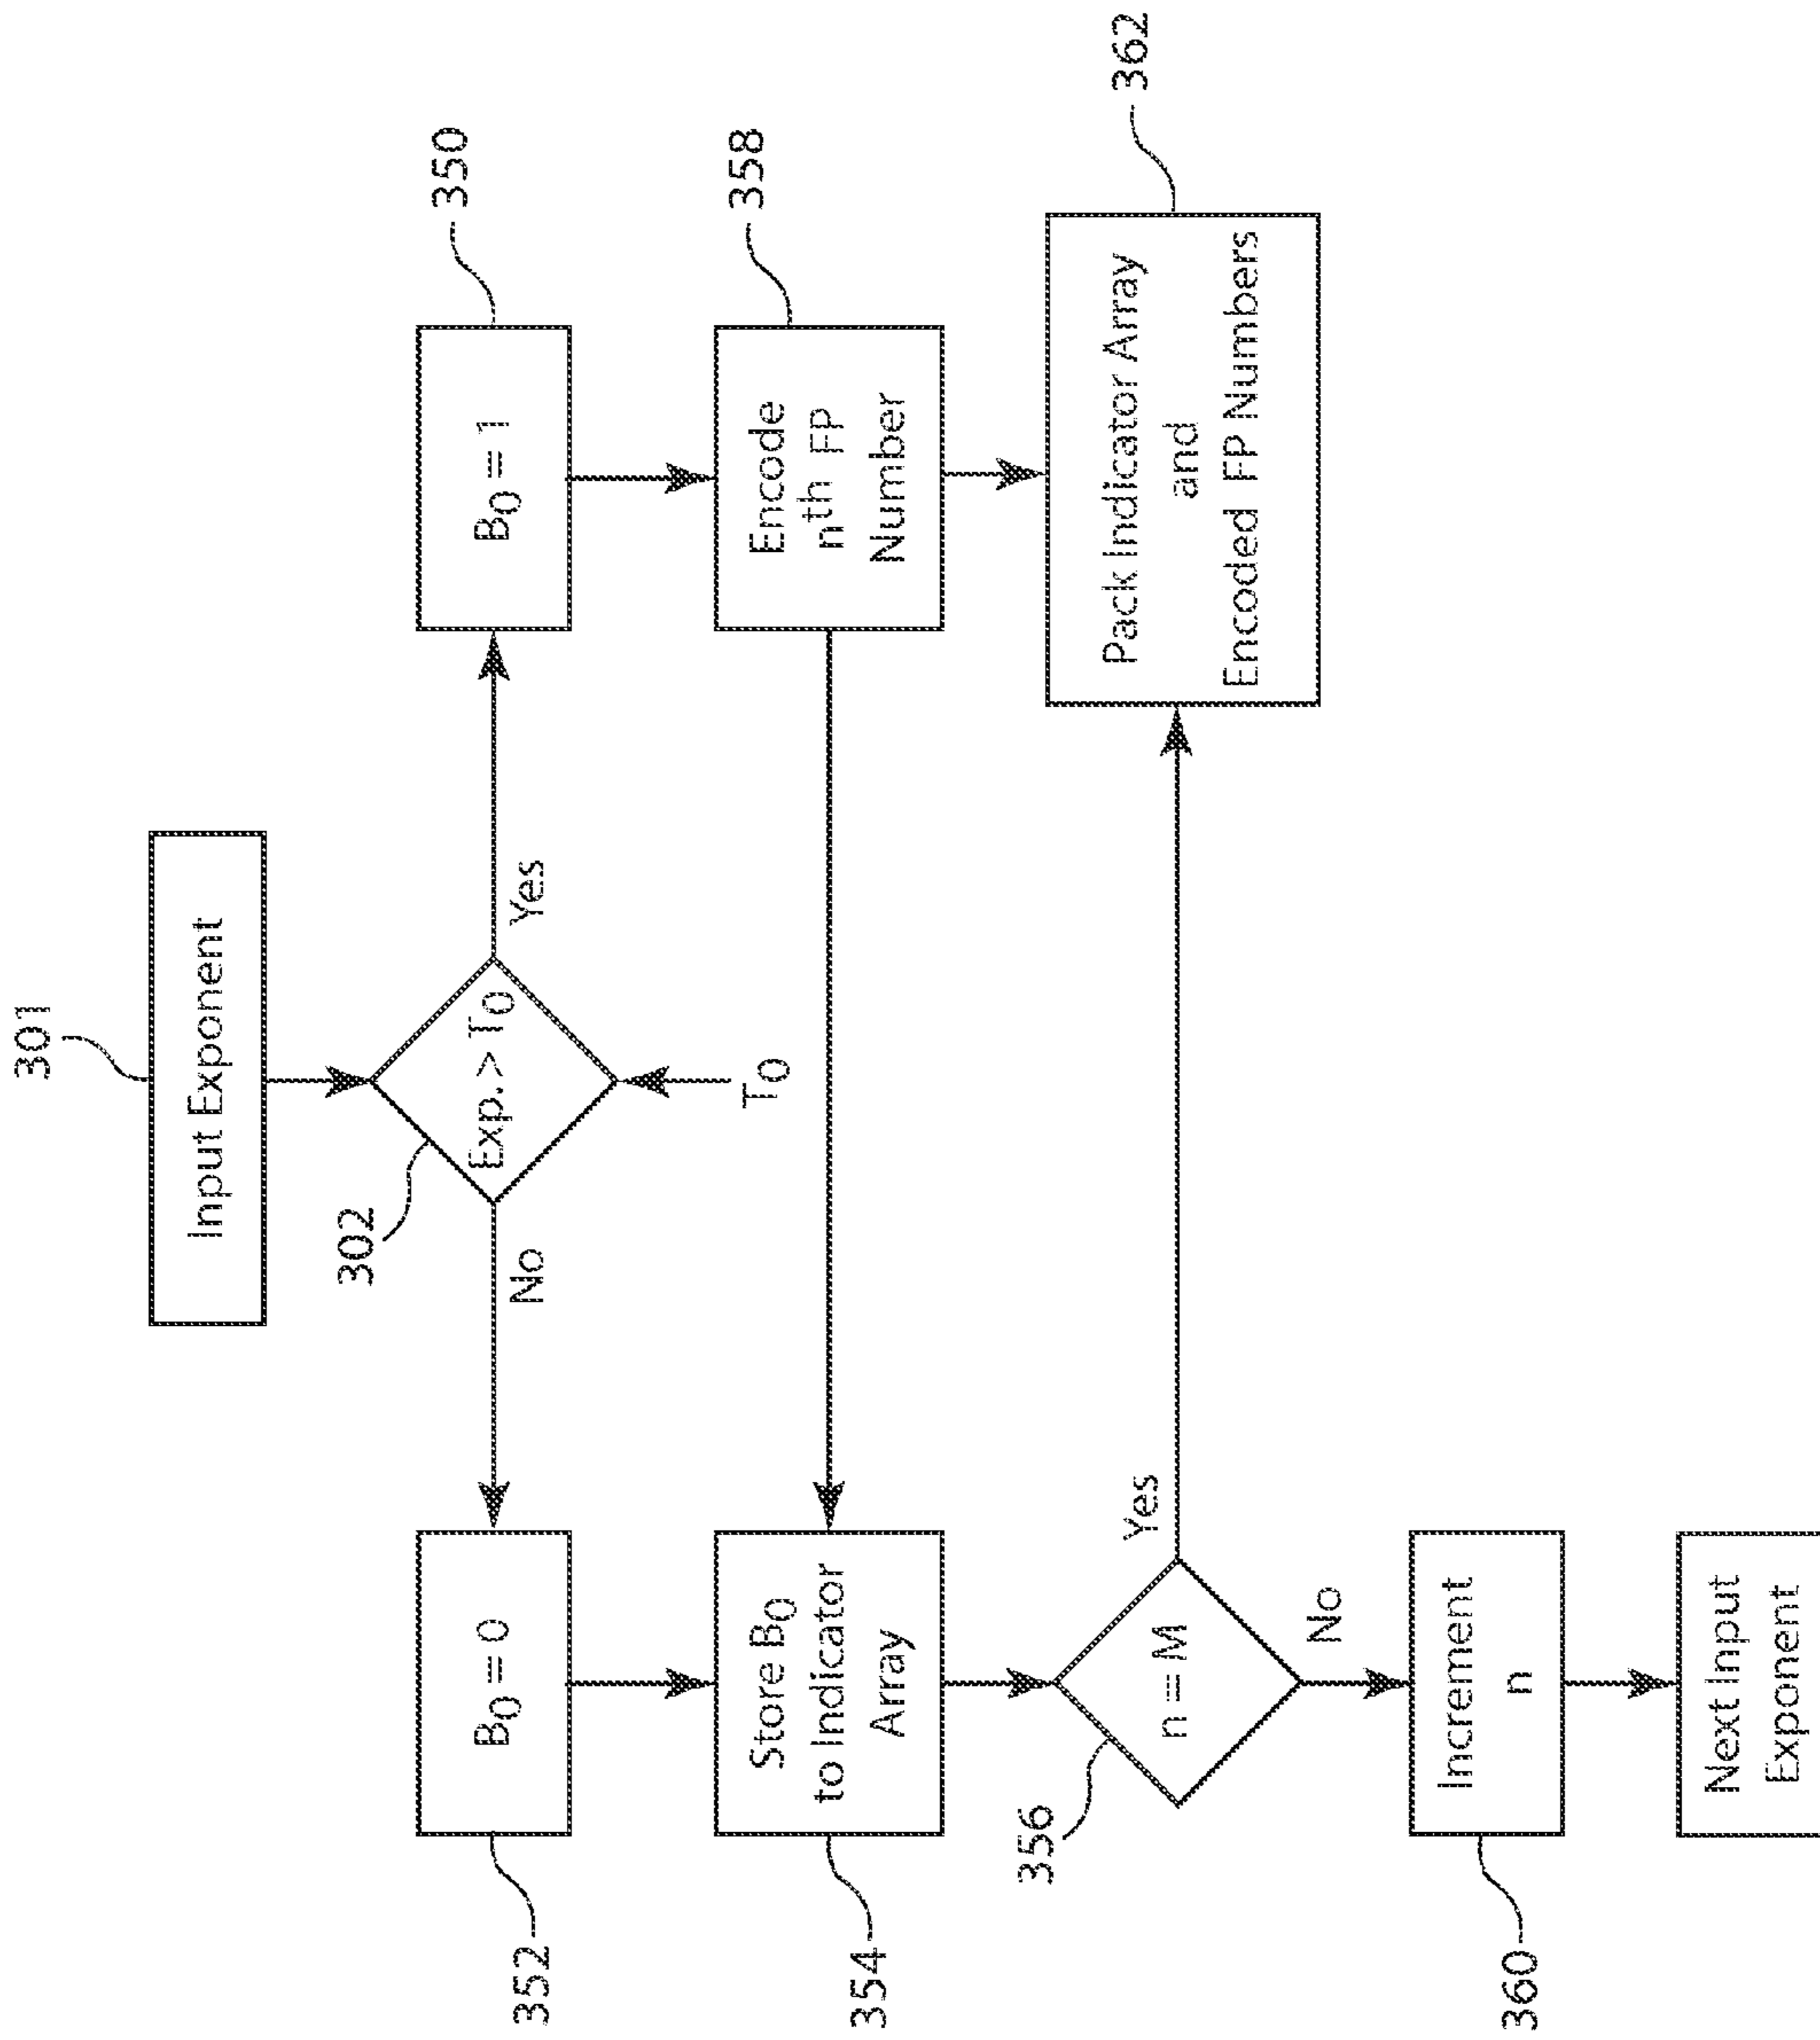 301
Input Exponent
302
Exp. > T0
No
Yes
T0
352
B0 = 0
B0 = 1
350
354
Store B0
to Indicator
Array
Encode
nth FP
Number
358
356
n = M
Yes
No
Pack Indicator Array
and
Encoded FP Numbers
362
360
Increment
n
Next Input
Exponent